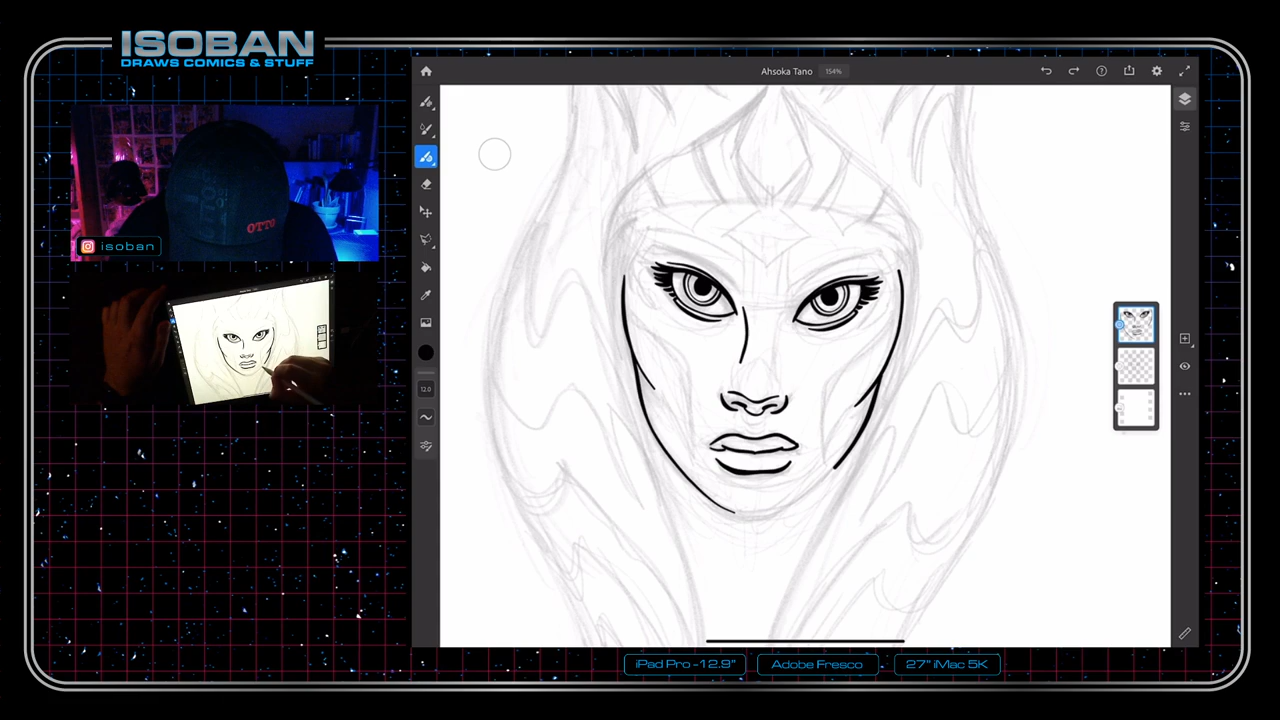 ISOBAN
DRAWS COMICS & STUFF
Ahsoka Tano
154%
OTTO
isoban
12.0
iPad Pro -12.9"
Adobe Fresco
27" iMac 5K